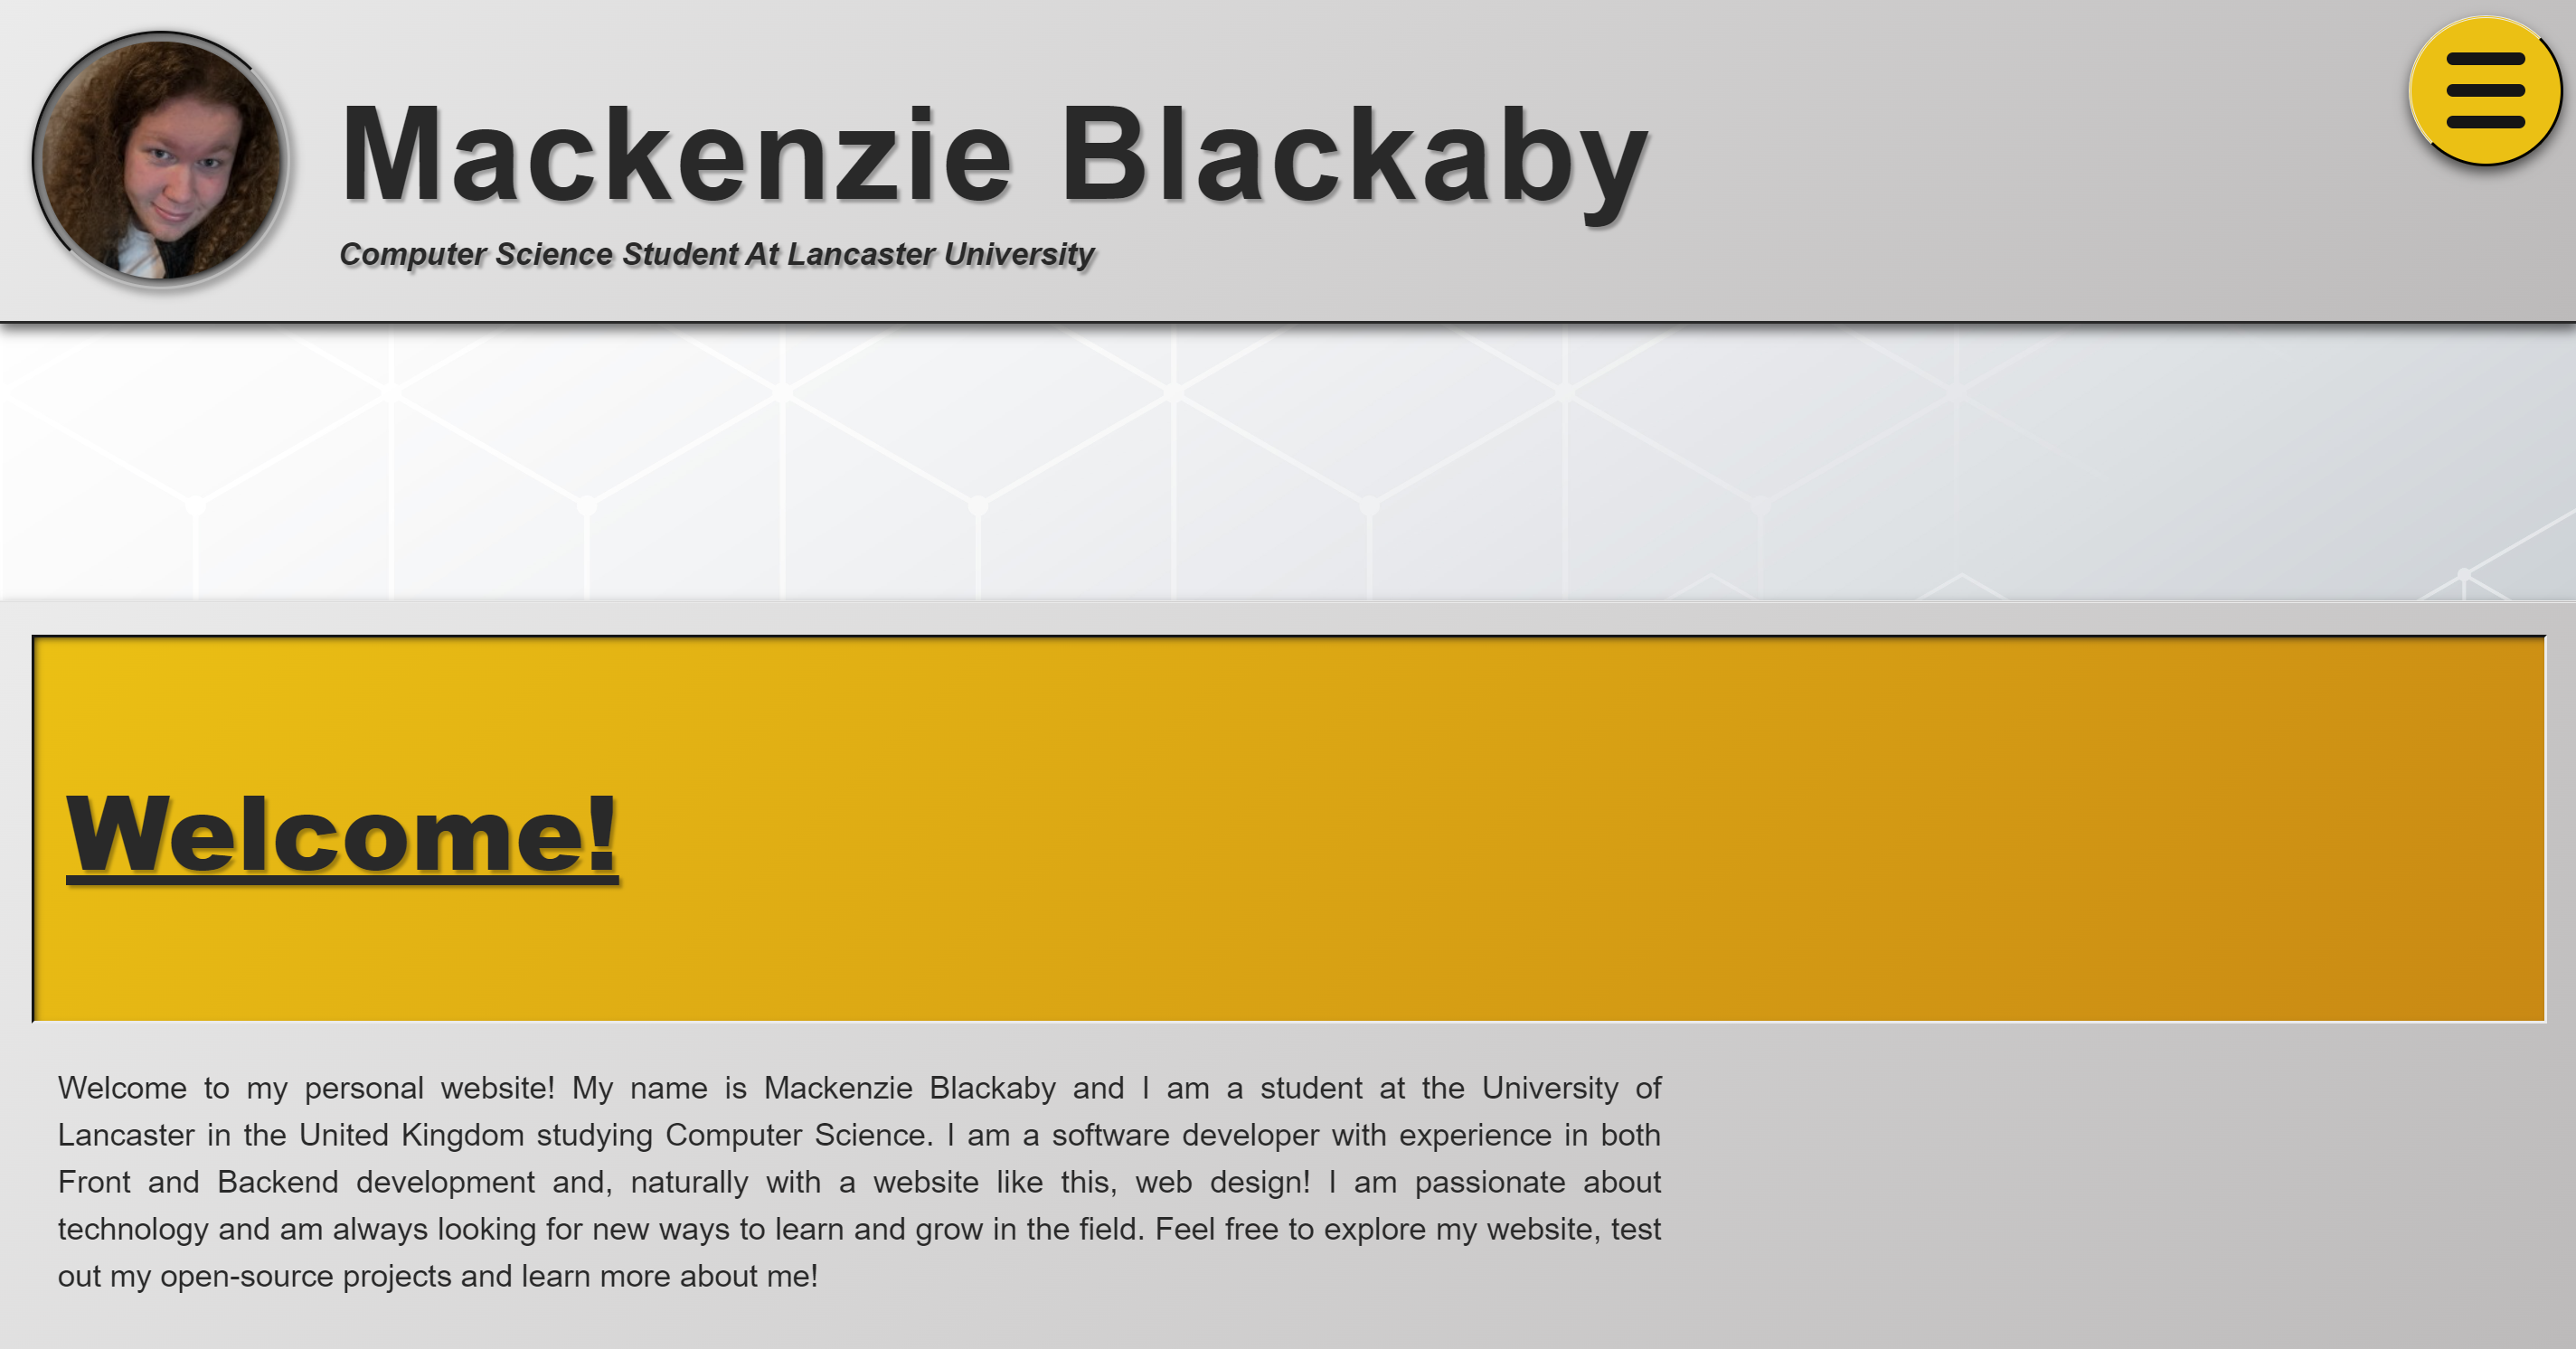 Mackenzie Blackaby
Computer Science Student At Lancaster University
Welcome!
Welcome to my personal website! My name is Mackenzie Blackaby and I am a student at the University of
Lancaster in the United Kingdom studying Computer Science. I am a software developer with experience in both
Front and Backend development and, naturally with a website like this, web design! I am passionate about
technology and am always looking for new ways to learn and grow in the field. Feel free to explore my website, test
out my open-source projects and learn more about me!